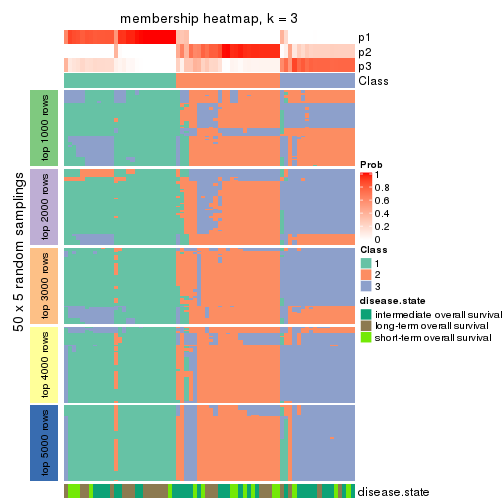 membership heatmap, k = 3
p1
p2
p3
Class
50 x 5 random samplings
top 1000 rows
top 2000 rows
top 3000 rows
top 4000 rows
top 5000 rows
Prob
1
0.8
0.6
0.4
0.2
0
Class
1
2
3
disease.state
intermediate overall survival
long-term overall survival
short-term overall survival
disease.state